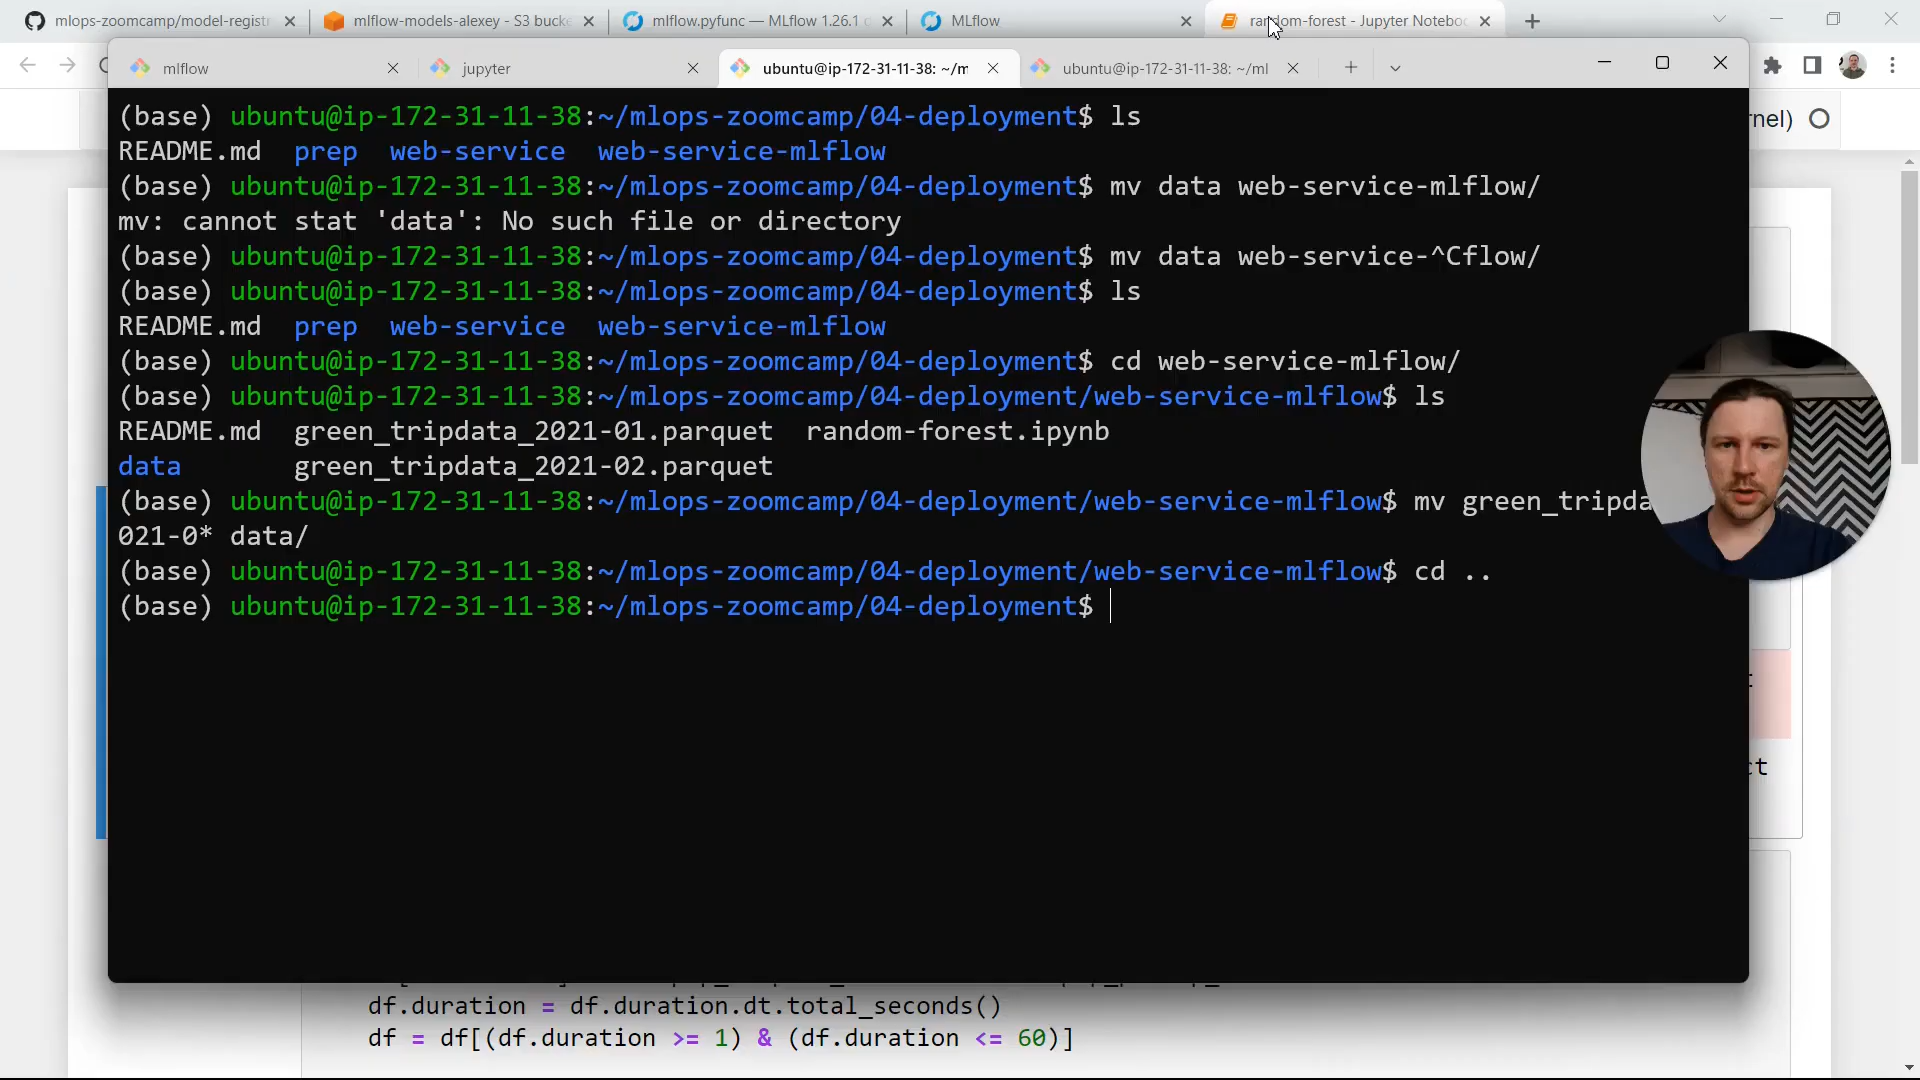 mlops-zoomcamp/model-registr
mlflow-models-alexey - S3 bucke
mlflow.pyfunc — MLflow 1.26.1 d
MLflow
random-forest - Jupyter Noteboo
mlflow
jupyter
ubuntu@ip-172-31-11-38: ~/m
ubuntu@ip-172-31-11-38: ~/ml
(base) ubuntu@ip-172-31-11-38:~/mlops-zoomcamp/04-deployment$ ls
README.md prep web-service web-service-mlflow
(base) ubuntu@ip-172-31-11-38:~/mlops-zoomcamp/04-deployment$ mv data web-service-mlflow/
mv: cannot stat 'data': No such file or directory
(base) ubuntu@ip-172-31-11-38:~/mlops-zoomcamp/04-deployment$ mv data web-service-^Cflow/
(base) ubuntu@ip-172-31-11-38:~/mlops-zoomcamp/04-deployment$ ls
README.md prep web-service web-service-mlflow
(base) ubuntu@ip-172-31-11-38:~/mlops-zoomcamp/04-deployment$ cd web-service-mlflow/
(base) ubuntu@ip-172-31-11-38:~/mlops-zoomcamp/04-deployment/web-service-mlflow$ ls
README.md green_tripdata_2021-01.parquet random-forest.ipynb
data green_tripdata_2021-02.parquet
(base) ubuntu@ip-172-31-11-38:~/mlops-zoomcamp/04-deployment/web-service-mlflow$ mv green_tripda
021-0* data/
(base) ubuntu@ip-172-31-11-38:~/mlops-zoomcamp/04-deployment/web-service-mlflow$ cd ..
(base) ubuntu@ip-172-31-11-38:~/mlops-zoomcamp/04-deployment$
rnel)
ct
df.duration = df.duration.dt.total_seconds()
df = df[(df.duration >= 1) & (df.duration <= 60)]